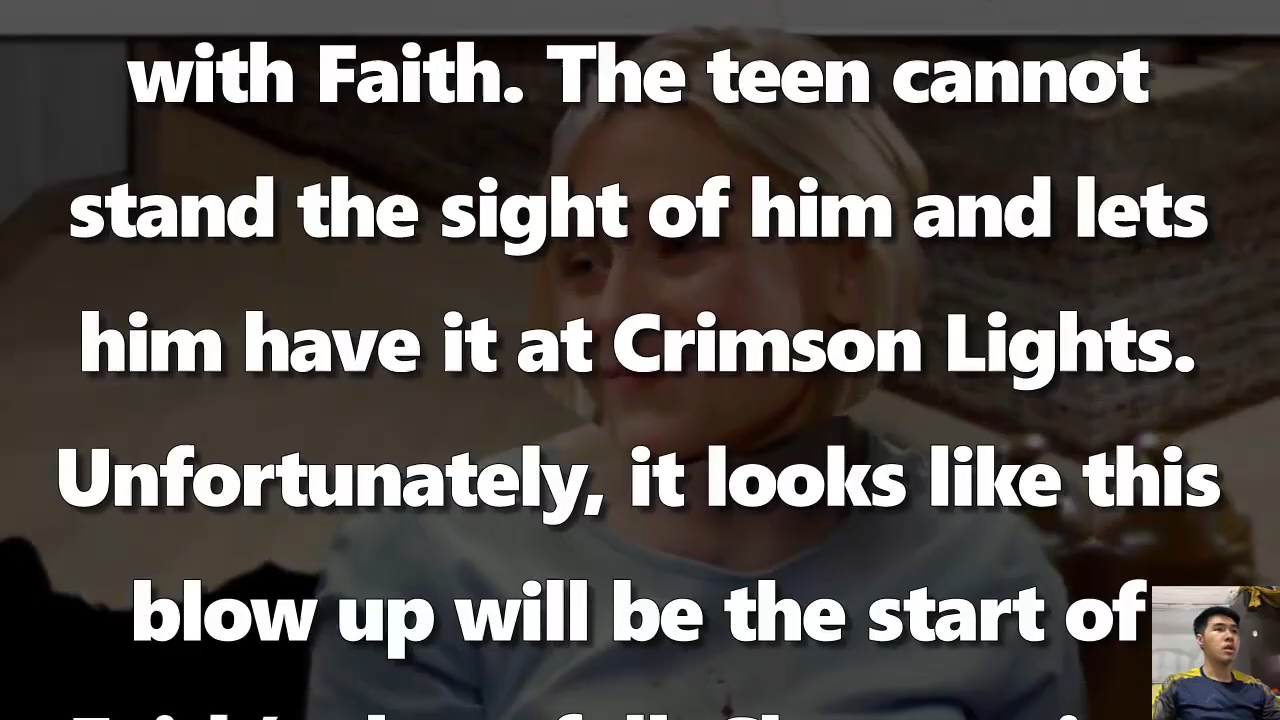 with Faith. The teen cannot
stand the sight of him and lets
him have it at Crimson Lights.
Unfortunately, it looks like this
blow up will be the start of